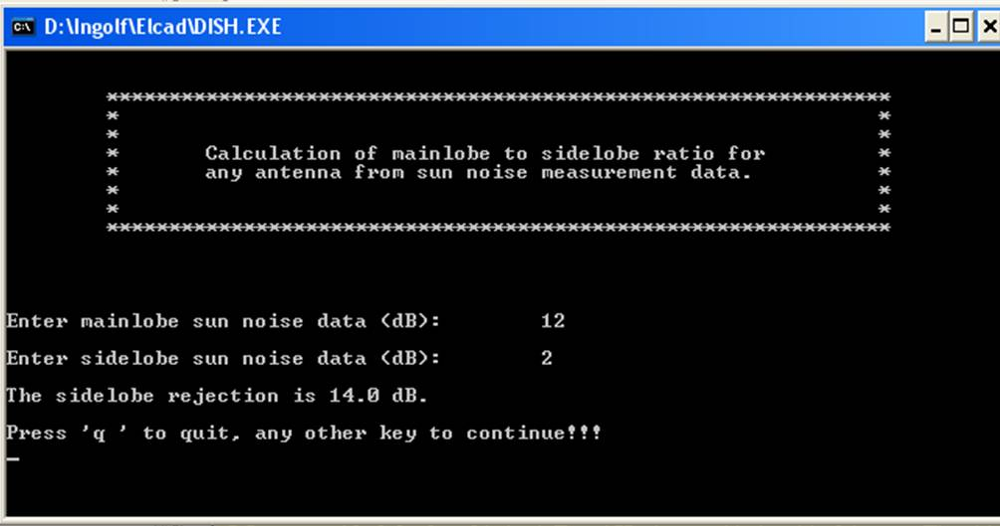 D:\Ingolf\Elcad\DISH.EXE
***************************************************************
*                                                             *
*                                                             *
*       Calculation of mainlobe to sidelobe ratio for         *
*       any antenna from sun noise measurement data.          *
*                                                             *
*                                                             *
***************************************************************
Enter mainlobe sun noise data (dB): 12
Enter sidelobe sun noise data (dB): 2
The sidelobe rejection is 14.0 dB.
Press 'q ' to quit, any other key to continue!!!
_